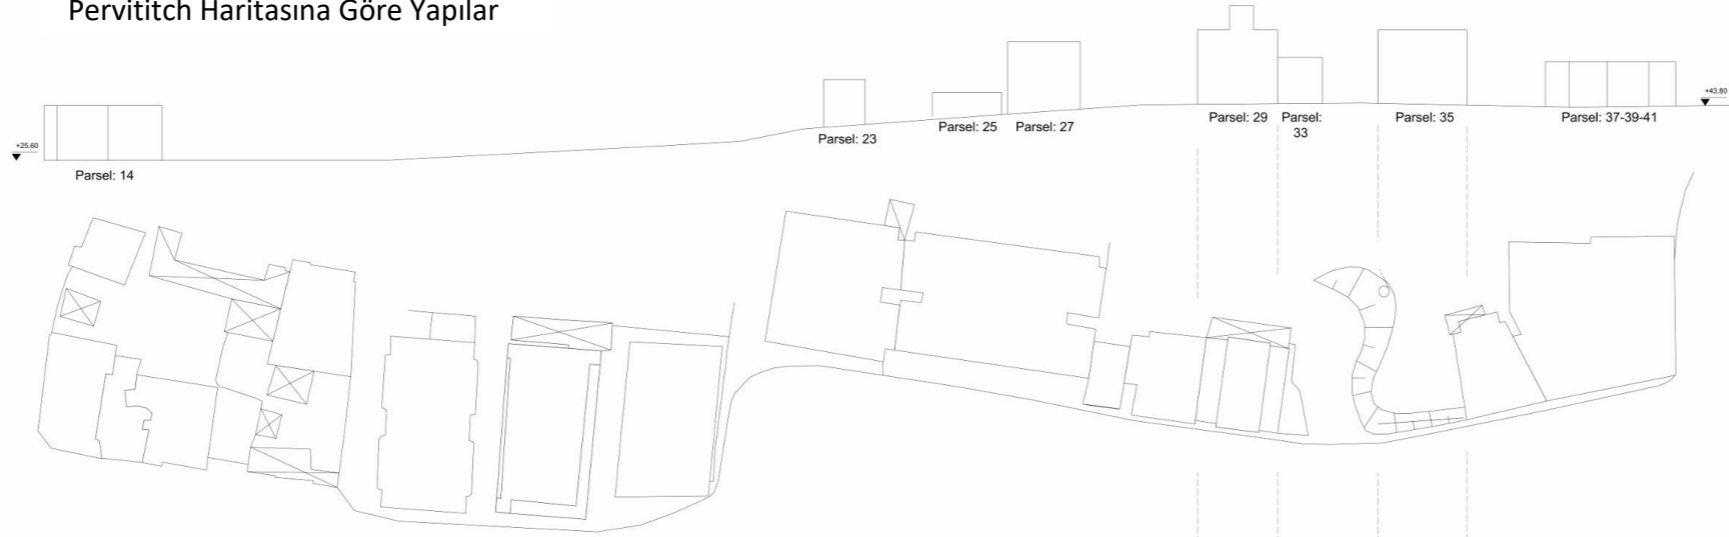 Pervititch Haritasına Göre Yapılar
+43.80
Parsel: 29
Parsel:
33
Parsel: 35
Parsel: 37-39-41
Parsel: 25
Parsel: 27
Parsel: 23
+25.60
Parsel: 14